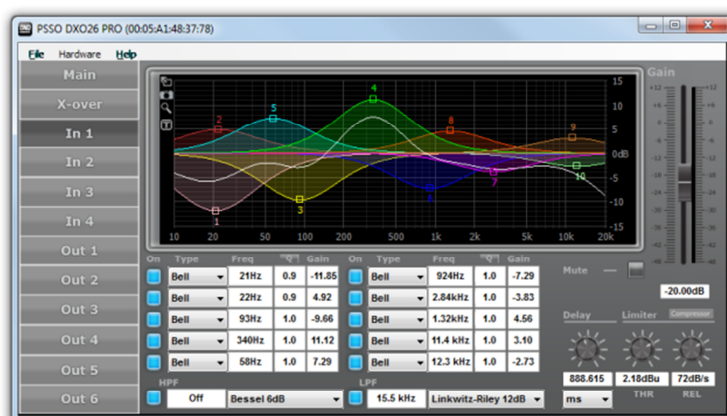 PSSO DXO26 PRO (00:05:A1:48:37:78)
File Hardware Help
Main
X-over
In 1
In 2
In 3
In 4
Out 1
Out 2
Out 3
Out 4
Out 5
Out 6
T
1 2 3 4 5 6 7 8 9 10
15
10
5
0dB
-5
-10
-15
10 20 50 100 200 500 1k 2k 5k 10k 20k
Gain
On Type Freq "Q" Gain On Type Freq "Q" Gain
Bell 21Hz 0.9 -11.85 Bell 924Hz 1.0 -7.29
Bell 22Hz 0.9 4.92 Bell 2.84kHz 1.0 -3.83
Bell 93Hz 1.0 -9.66 Bell 1.32kHz 1.0 4.56
Bell 340Hz 1.0 11.12 Bell 11.4 kHz 1.0 3.10
Bell 58Hz 1.0 7.29 Bell 12.3 kHz 1.0 -2.73
HPF LPF
Off Bessel 6dB 15.5 kHz Linkwitz-Riley 12dB
Mute
-20.00dB
Delay Limiter Compressor
888.615 2.18dBu 72dB/s
ms THR REL